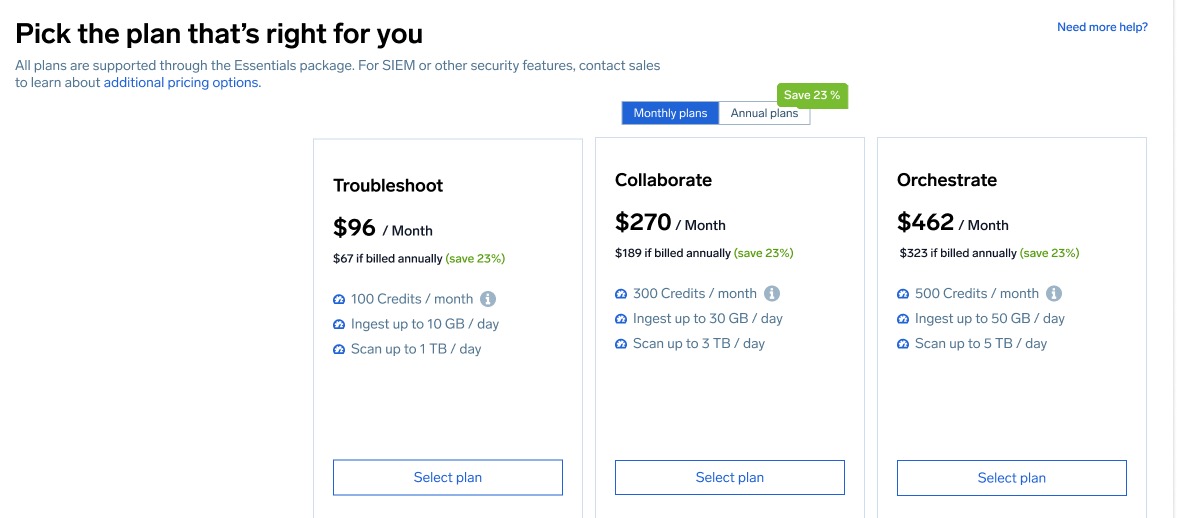 Pick the plan that's right for you
Need more help?
All plans are supported through the Essentials package. For SIEM or other security features, contact sales
to learn about additional pricing options.
Save 23 %
Monthly plans
Annual plans
Troubleshoot
$96 / Month
$67 if billed annually (save 23%)
100 Credits / month
Ingest up to 10 GB / day
Scan up to 1 TB / day
Select plan
Collaborate
$270 / Month
$189 if billed annually (save 23%)
300 Credits / month
Ingest up to 30 GB / day
Scan up to 3 TB / day
Select plan
Orchestrate
$462 / Month
$323 if billed annually (save 23%)
500 Credits / month
Ingest up to 50 GB / day
Scan up to 5 TB / day
Select plan